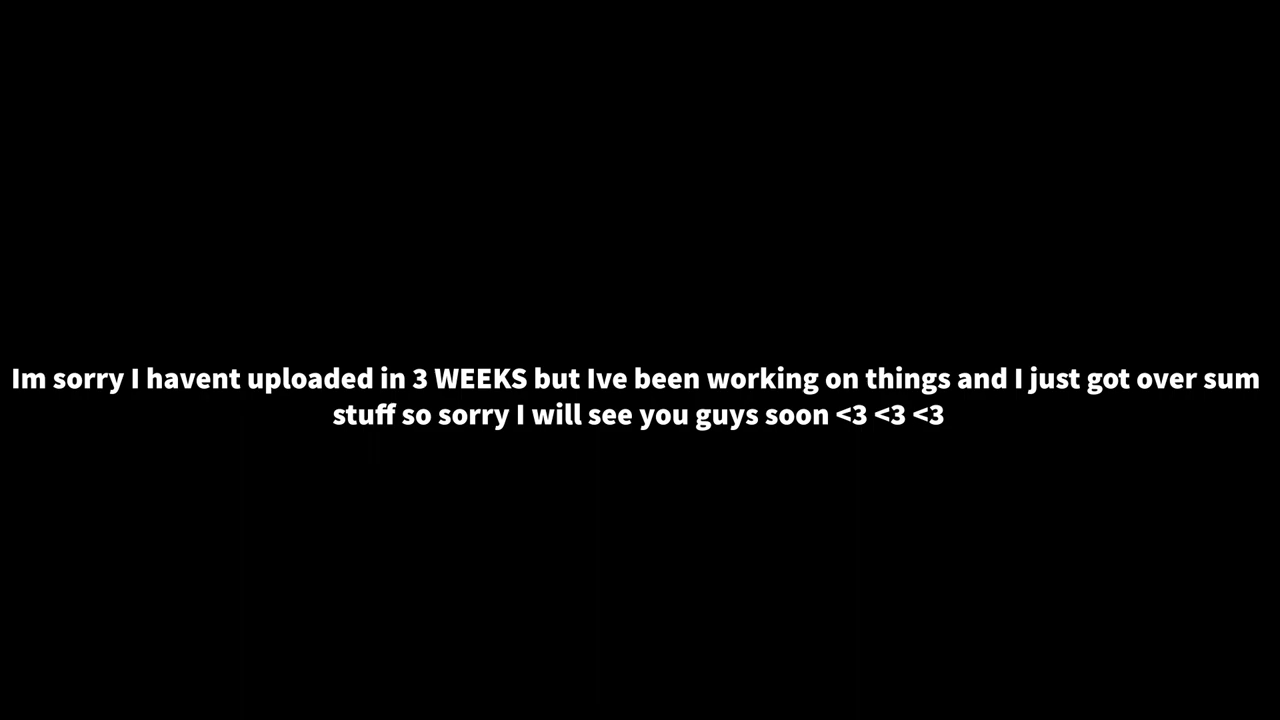 Im sorry I havent uploaded in 3 WEEKS but Ive been working on things and I just got over sum
stuff so sorry I will see you guys soon <3 <3 <3